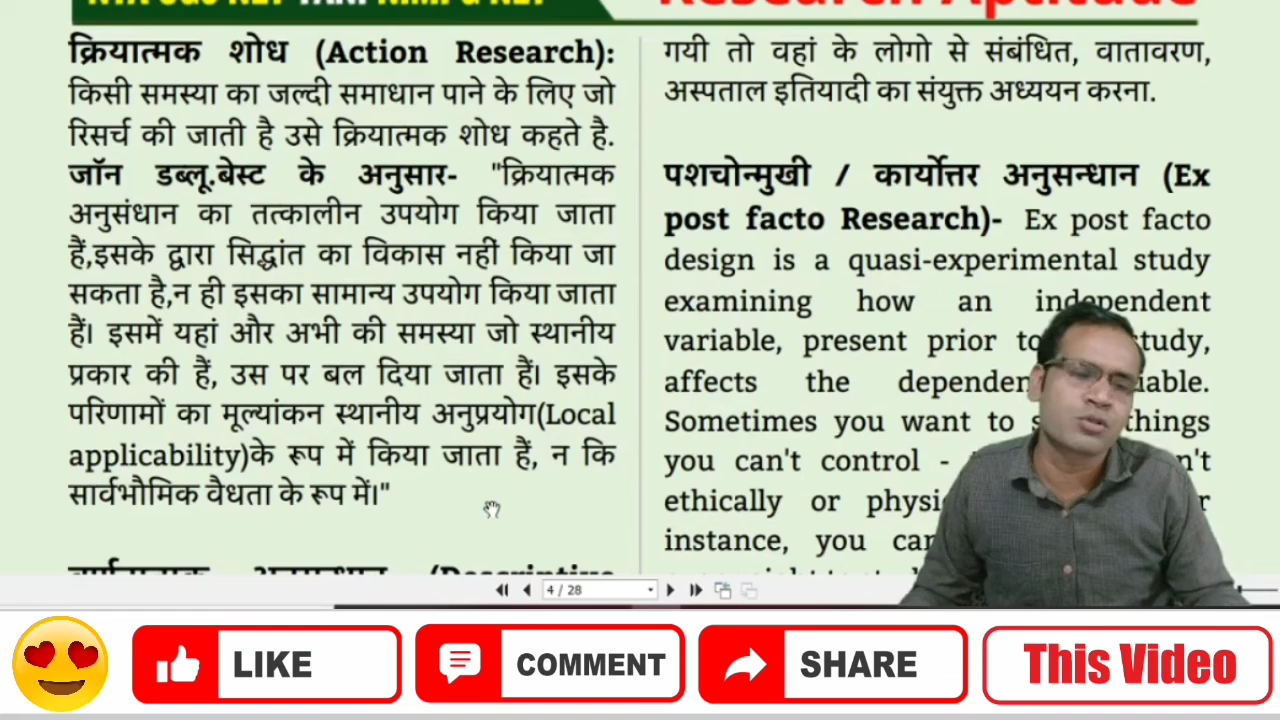 Research Aptitude
क्रियात्मक शोध (Action Research):
किसी समस्या का जल्दी समाधान पाने के लिए जो
रिसर्च की जाती है उसे क्रियात्मक शोध कहते है.
जॉन डब्लू.बेस्ट के अनुसार- "क्रियात्मक
अनुसंधान का तत्कालीन उपयोग किया जाता
हैं,इसके द्वारा सिद्धांत का विकास नहीं किया जा
सकता है,न ही इसका सामान्य उपयोग किया जाता
हैं। इसमें यहां और अभी की समस्या जो स्थानीय
प्रकार की हैं, उस पर बल दिया जाता हैं। इसके
परिणामों का मूल्यांकन स्थानीय अनुप्रयोग(Local
applicability)के रूप में किया जाता हैं, न कि
सार्वभौमिक वैधता के रूप में।"
गयी तो वहां के लोगो से संबंधित, वातावरण,
अस्पताल इतियादी का संयुक्त अध्ययन करना.
पशचोन्मुखी / कार्योत्तर अनुसन्धान (Ex
post facto Research)- Ex post facto
design is a quasi-experimental study
examining how an independent
variable, present prior to study,
affects the
Sometimes you want to things
you can't control -
ethically or
instance, you
4 / 28
LIKE
COMMENT
SHARE
This Video